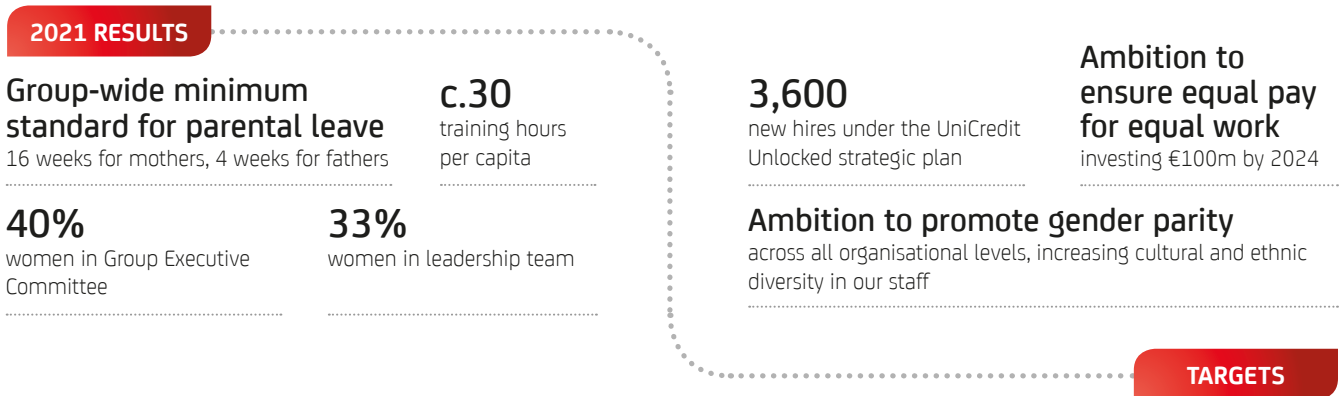 2021 RESULTS
Group-wide minimum
standard for parental leave
16 weeks for mothers, 4 weeks for fathers
c.30
training hours
per capita
40%
women in Group Executive
Committee
33%
women in leadership team
3,600
new hires under the UniCredit
Unlocked strategic plan
Ambition to
ensure equal pay
for equal work
investing €100m by 2024
Ambition to promote gender parity
across all organisational levels, increasing cultural and ethnic
diversity in our staff
TARGETS